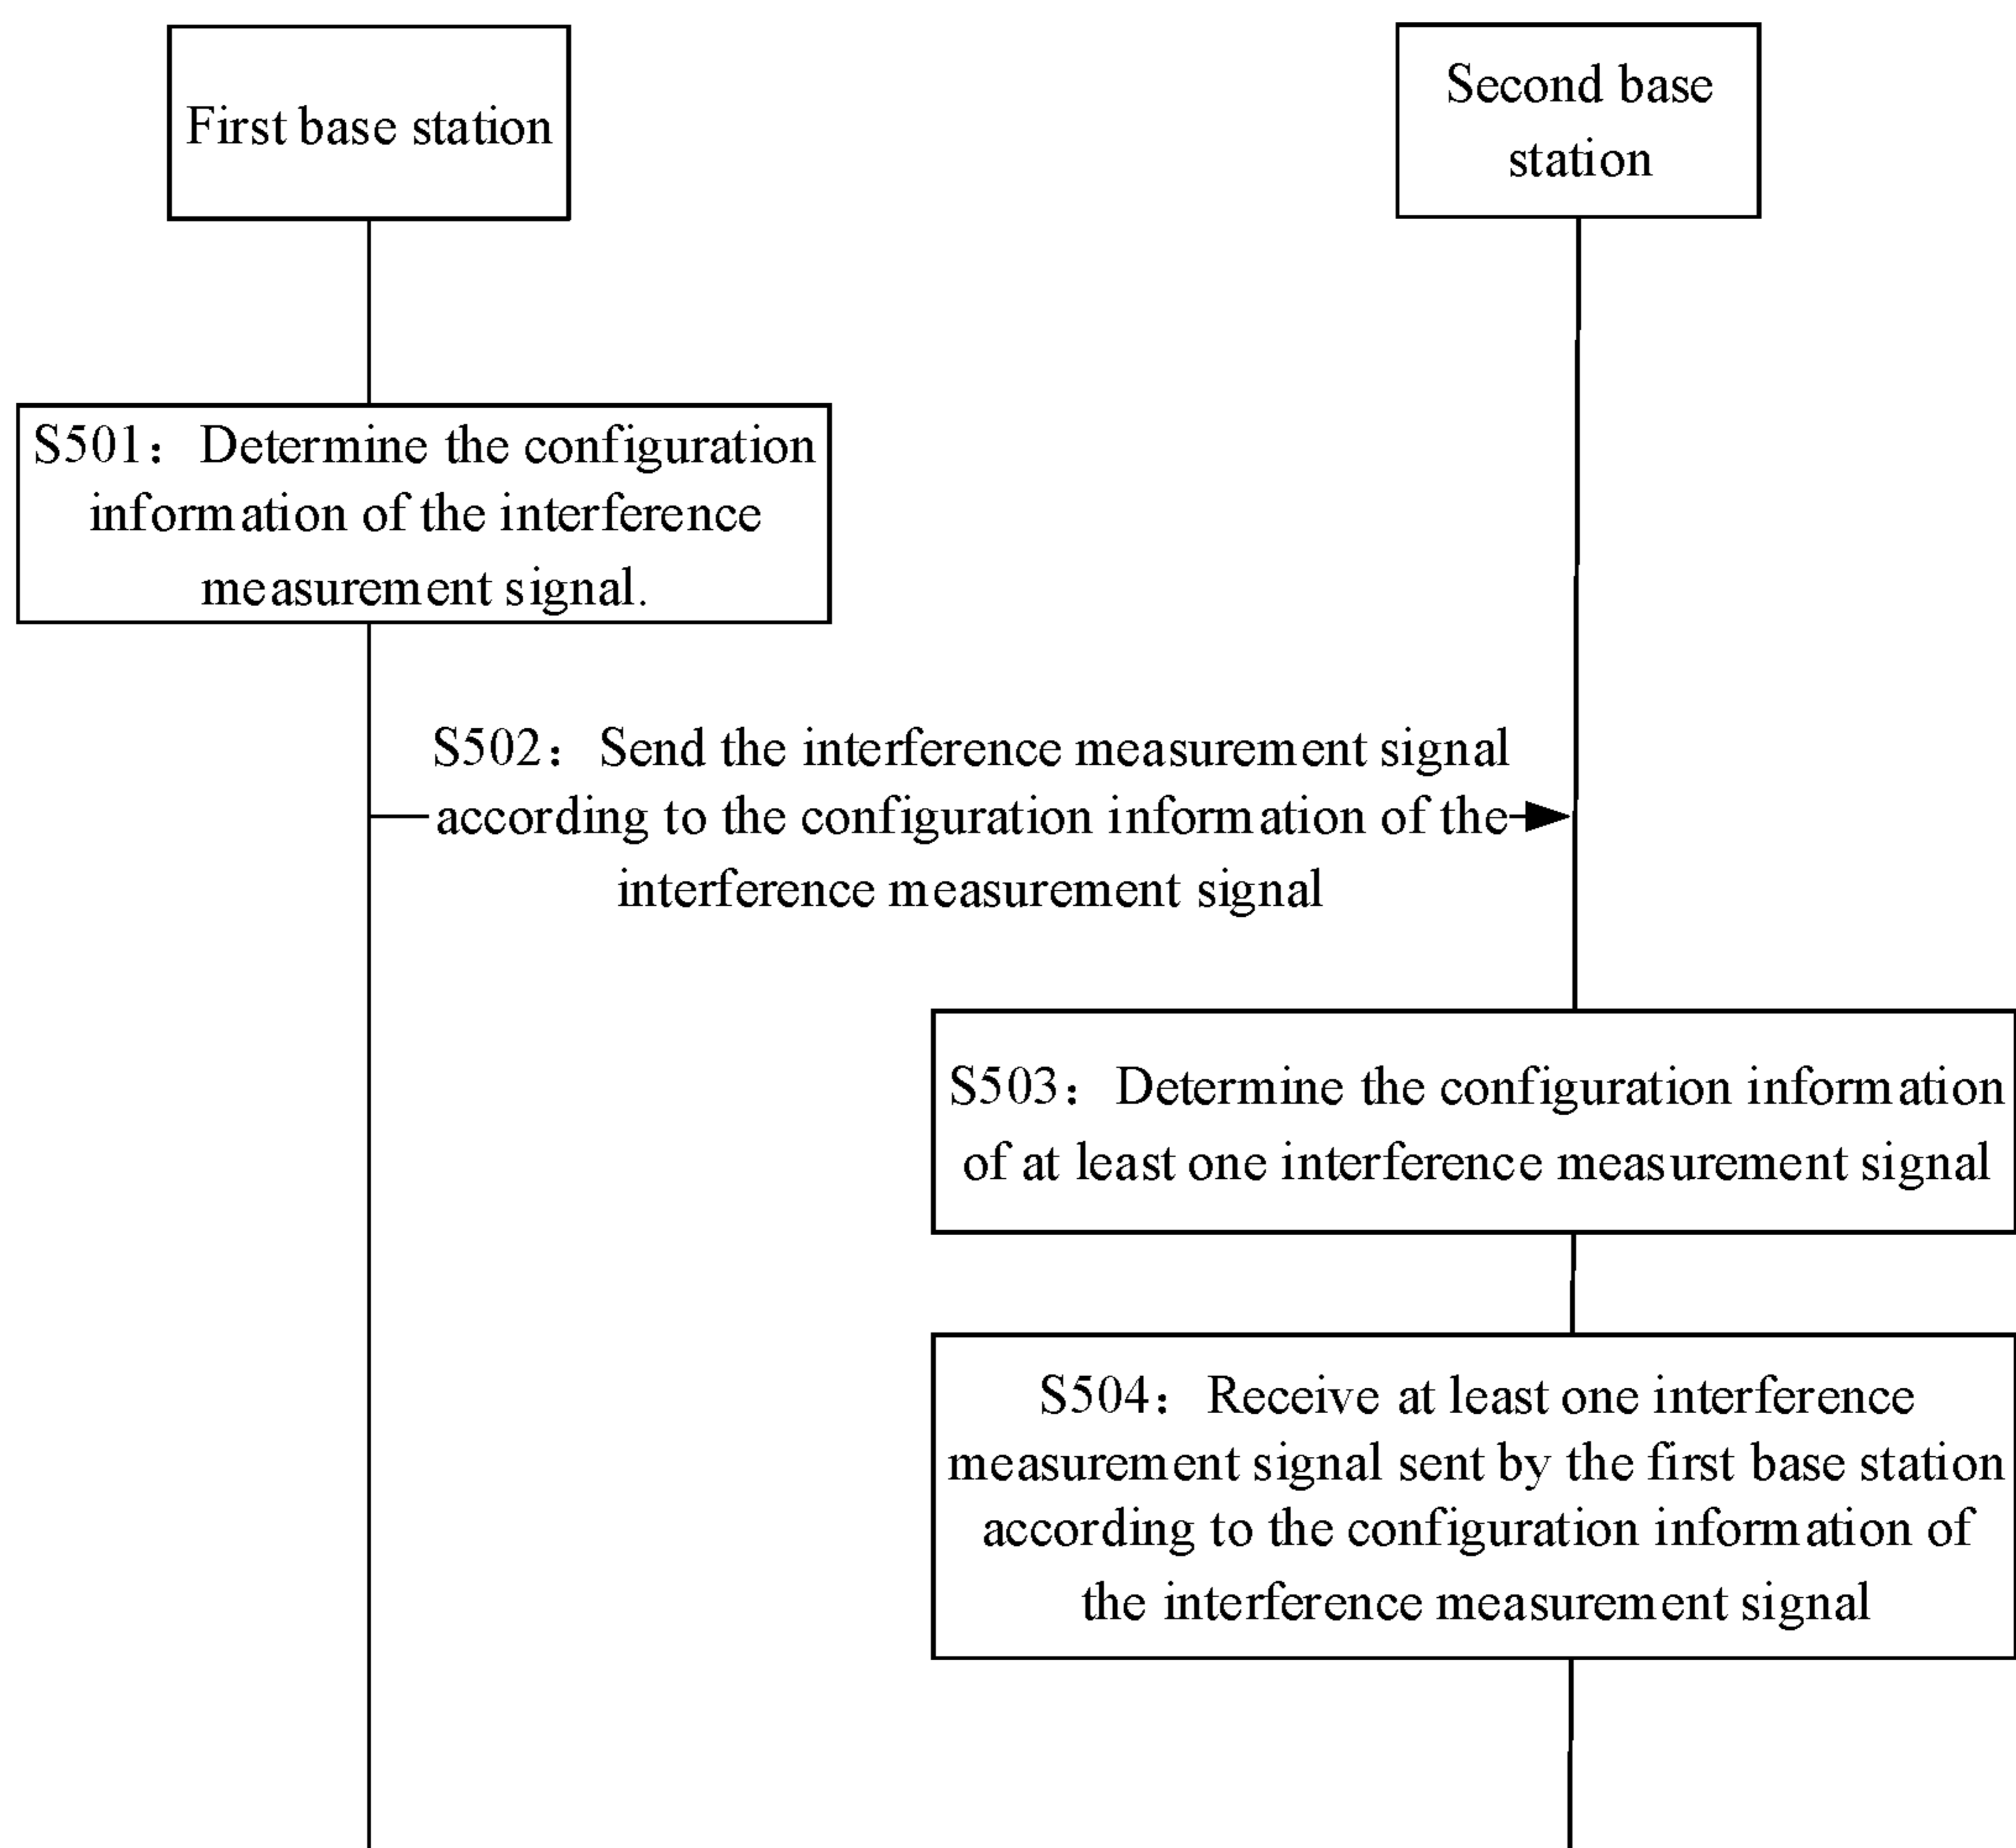 First base station
Second base
station
S501：Determine the configuration
information of the interference
measurement signal.
S502：Send the interference measurement signal
according to the configuration information of the
interference measurement signal
S503：Determine the configuration information
of at least one interference measurement signal
S504：Receive at least one interference
measurement signal sent by the first base station
according to the configuration information of
the interference measurement signal